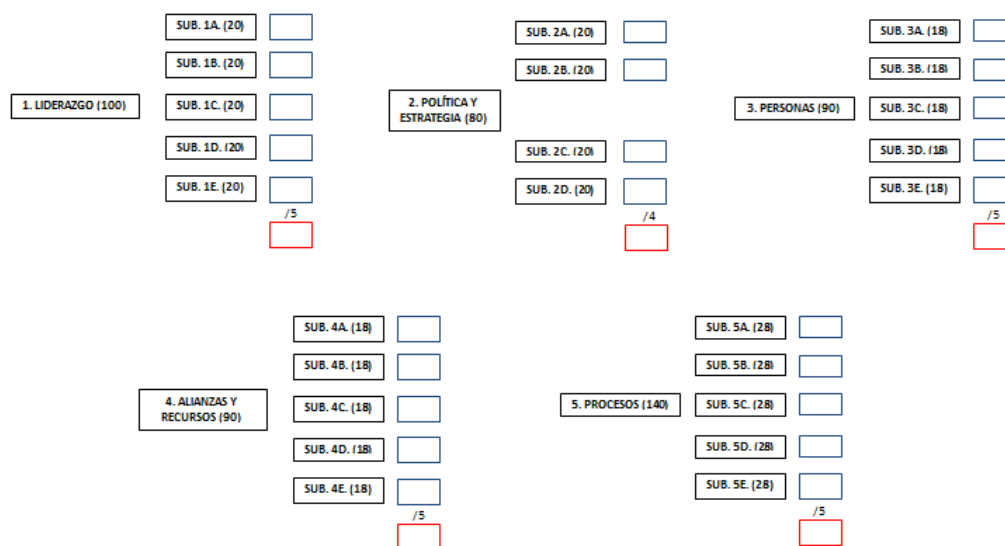 1. LIDERAZGO (100)
SUB. 1A. (20)
SUB. 1B. (20)
SUB. 1C. (20)
SUB. 1D. (20)
SUB. 1E. (20)
/5
2. POLÍTICA Y
ESTRATEGIA (80)
SUB. 2A. (20)
SUB. 2B. (20)
SUB. 2C. (20)
SUB. 2D. (20)
/4
3. PERSONAS (90)
SUB. 3A. (18)
SUB. 3B. (18)
SUB. 3C. (18)
SUB. 3D. (18)
SUB. 3E. (18)
/5
4. ALIANZAS Y
RECURSOS (90)
SUB. 4A. (18)
SUB. 4B. (18)
SUB. 4C. (18)
SUB. 4D. (18)
SUB. 4E. (18)
/5
5. PROCESOS (140)
SUB. 5A. (28)
SUB. 5B. (28)
SUB. 5C. (28)
SUB. 5D. (28)
SUB. 5E. (28)
/5